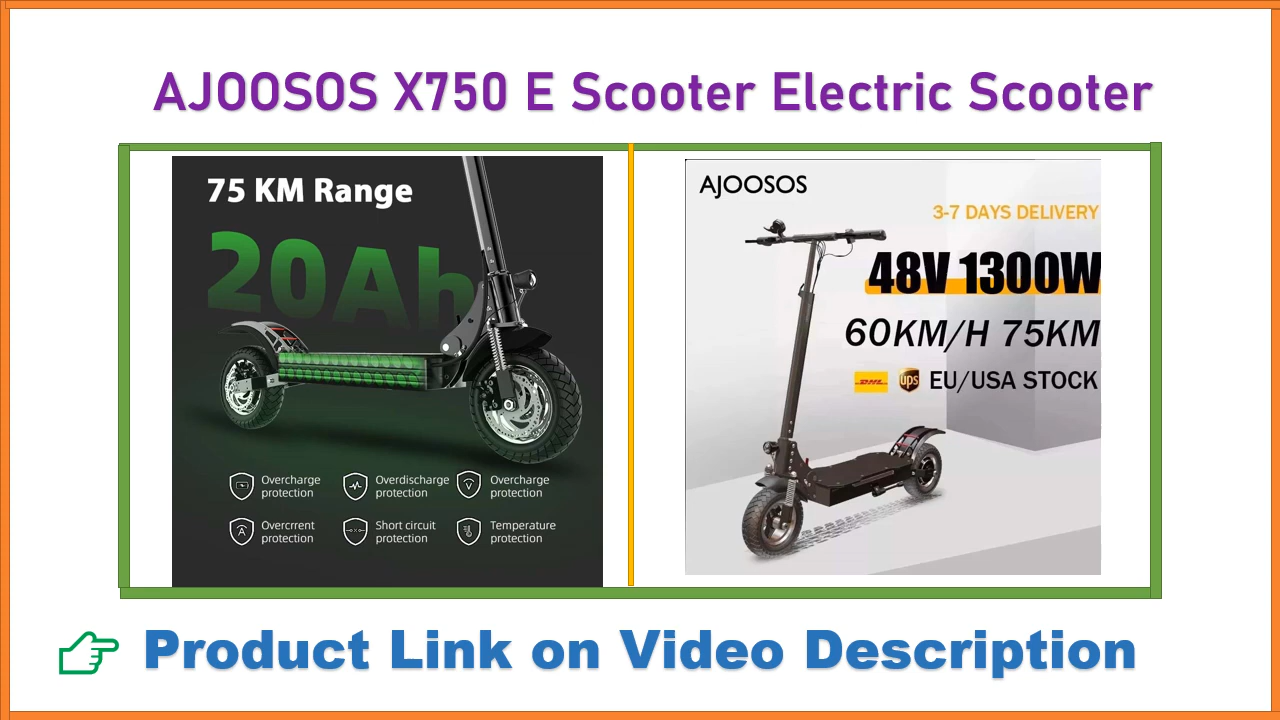 AJOOSOS X750 E Scooter Electric Scooter
75 KM Range
20Ah
Overcharge protection
Overdischarge protection
Overcharge protection
Overcrrent protection
Short circuit protection
Temperature protection
AJOOSOS
3-7 DAYS DELIVERY
48V 1300W
60KM/H 75KM
DHL ups EU/USA STOCK
Product Link on Video Description